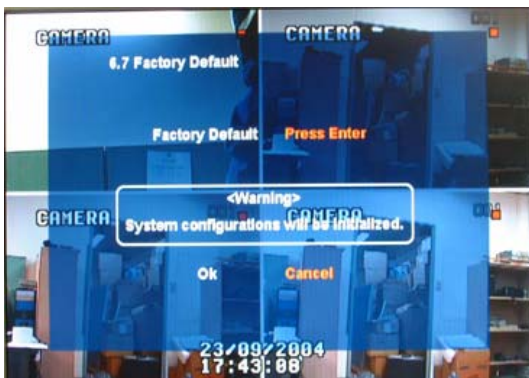 CAMERA CAMERA
6.7 Factory Default
Factory Default Press Enter
<Warning>
System configurations will be initialized.
CAMERA CAMERA
Ok Cancel
23/09/2004
17:43:08